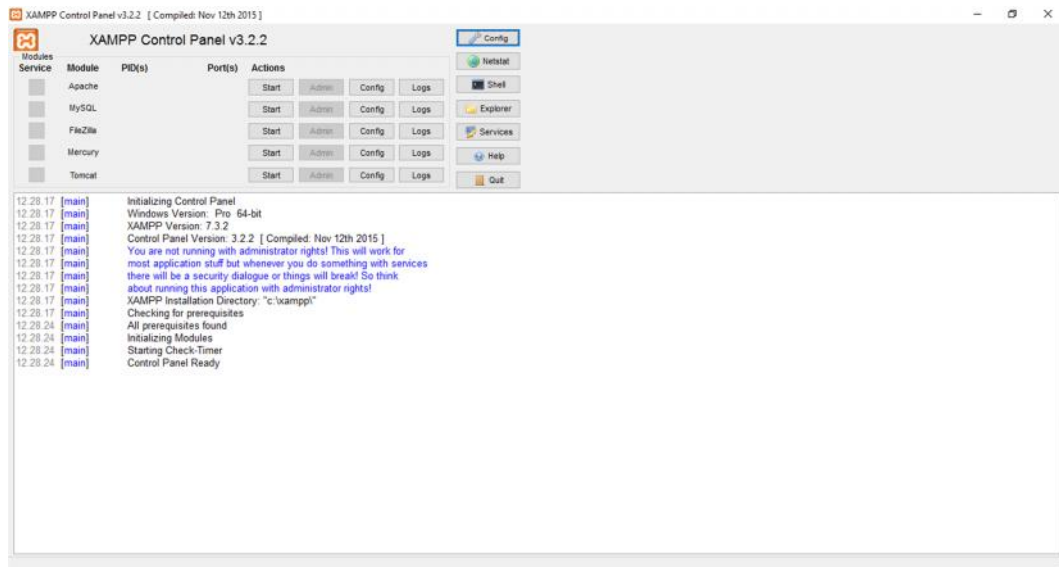 XAMPP Control Panel v3.2.2 [ Compiled: Nov 12th 2015 ]
XAMPP Control Panel v3.2.2
Config
Modules
Service Module PID(s) Port(s) Actions
Netstat
Apache Start Admin Config Logs
Shell
MySQL Start Admin Config Logs
Explorer
FileZilla Start Admin Config Logs
Services
Mercury Start Admin Config Logs
Help
Tomcat Start Admin Config Logs
Quit
12.28.17 [main] Initializing Control Panel
12.28.17 [main] Windows Version: Pro 64-bit
12.28.17 [main] XAMPP Version: 7.3.2
12.28.17 [main] Control Panel Version: 3.2.2 [ Compiled: Nov 12th 2015 ]
12.28.17 [main] You are not running with administrator rights! This will work for
12.28.17 [main] most application stuff but whenever you do something with services
12.28.17 [main] there will be a security dialogue or things will break! So think
12.28.17 [main] about running this application with administrator rights!
12.28.17 [main] XAMPP Installation Directory: "c:\xampp\"
12.28.17 [main] Checking for prerequisites
12.28.24 [main] All prerequisites found
12.28.24 [main] Initializing Modules
12.28.24 [main] Starting Check-Timer
12.28.24 [main] Control Panel Ready